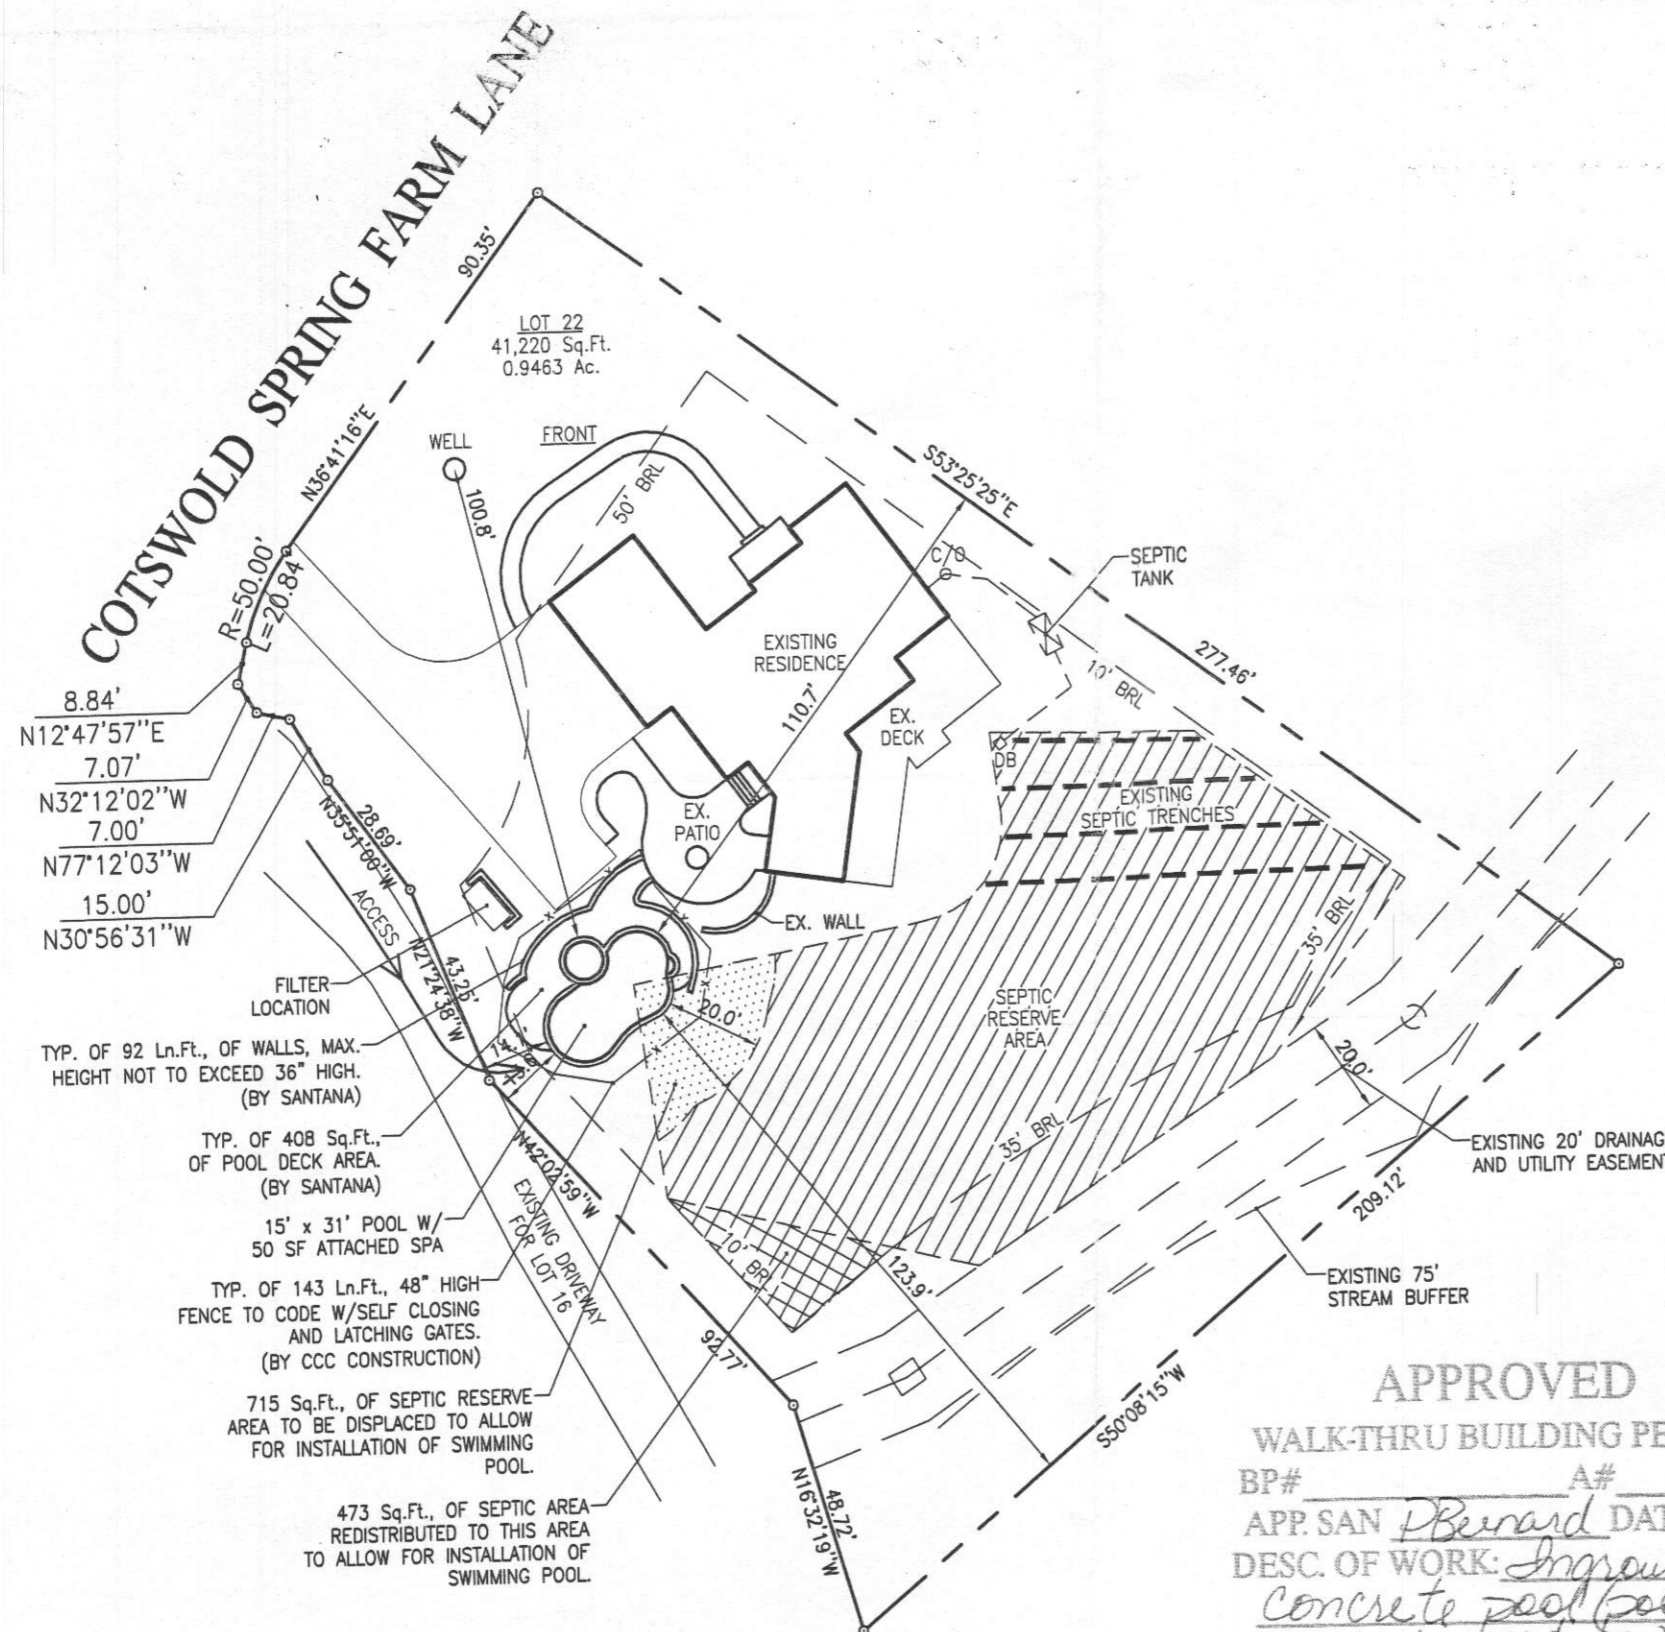 COTSWOLD SPRING FARM LANE
90.35'
N36°41'16"E
LOT 22
41,220 Sq.Ft.
0.9463 Ac.
WELL
FRONT
100.8'
50' BRL
S53°25'25"E
R=50.00'
L=20.84'
C/O
SEPTIC
TANK
EXISTING
RESIDENCE
277.46'
10' BRL
8.84'
N12°47'57"E
7.07'
N32°12'02"W
7.00'
N77°12'03"W
15.00'
N30°56'31"W
110.7'
EX.
DECK
DB
EXISTING
SEPTIC TRENCHES
28.69'
N35°51'00"W
EX.
PATIO
ACCESS
EX. WALL
35' BRL
43.25'
N21°24'38"W
FILTER
LOCATION
SEPTIC
RESERVE
AREA
20.0'
20.0'
TYP. OF 92 Ln.Ft., OF WALLS, MAX.
HEIGHT NOT TO EXCEED 36" HIGH.
(BY SANTANA)
35' BRL
TYP. OF 408 Sq.Ft.,
OF POOL DECK AREA.
(BY SANTANA)
N42°02'59"W
EXISTING 20' DRAINAG
AND UTILITY EASEMENT
209.12'
15' x 31' POOL W/
50 SF ATTACHED SPA
EXISTING DRIVEWAY
FOR LOT 16
10' BRL
123.9'
TYP. OF 143 Ln.Ft., 48" HIGH
FENCE TO CODE W/SELF CLOSING
AND LATCHING GATES.
(BY CCC CONSTRUCTION)
EXISTING 75'
STREAM BUFFER
92.77'
715 Sq.Ft., OF SEPTIC RESERVE
AREA TO BE DISPLACED TO ALLOW
FOR INSTALLATION OF SWIMMING
POOL.
S50°08'15"W
473 Sq.Ft., OF SEPTIC AREA
REDISTRIBUTED TO THIS AREA
TO ALLOW FOR INSTALLATION OF
SWIMMING POOL.
48.72'
N16°32'19"W
APPROVED
WALK-THRU BUILDING PE
BP# A#
APP. SAN PBernard DAT
DESC. OF WORK: Ingrou
Concrete pool (poo